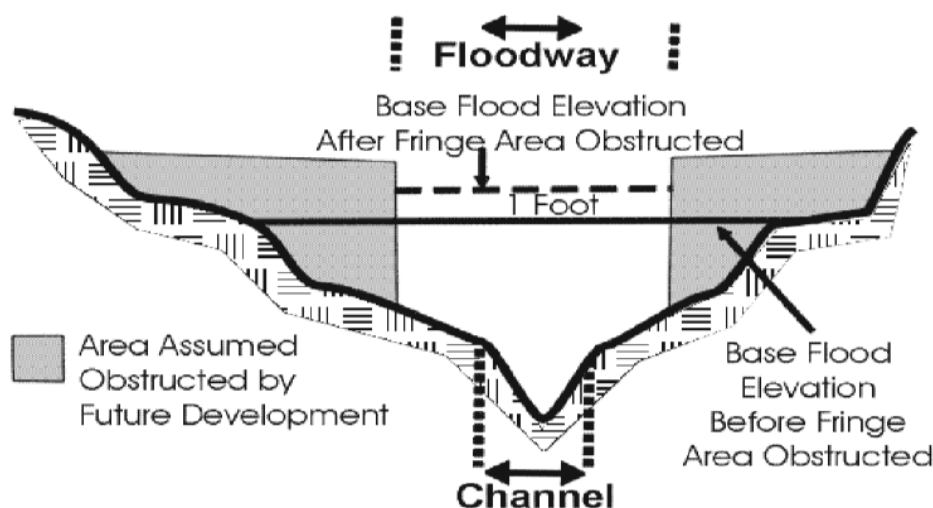 Floodway
Base Flood Elevation
After Fringe Area Obstructed
1 Foot
Area Assumed
Obstructed by
Future Development
Base Flood
Elevation
Before Fringe
Area Obstructed
Channel